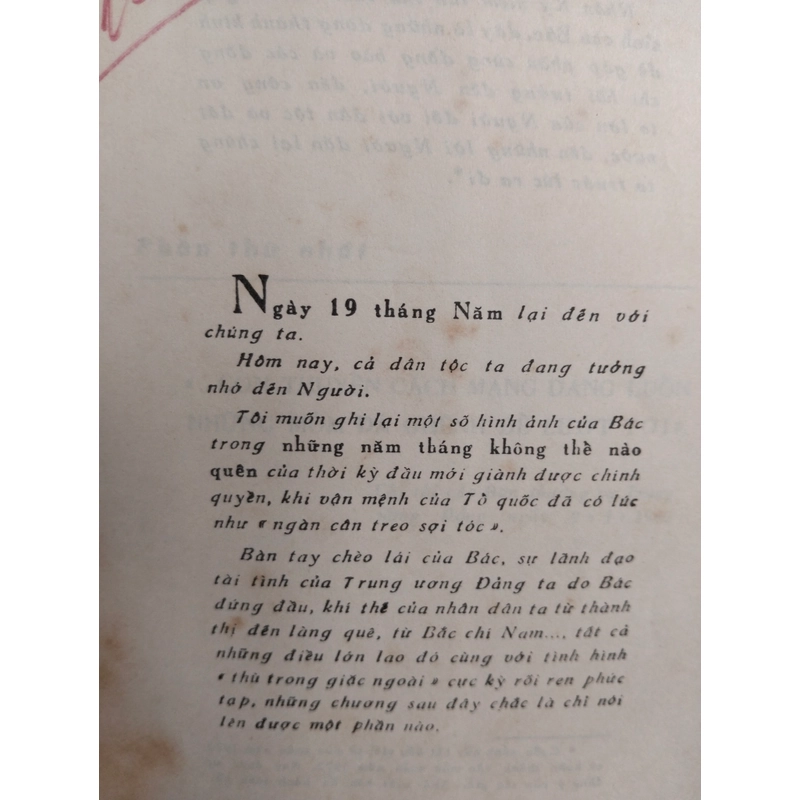 Ngày 19 tháng Năm lại đến với
chúng ta.
Hôm nay, cả dân tộc ta đang tưởng
nhớ đến Người.
Tôi muốn ghi lại một số hình ảnh của Bác
trong những năm tháng không thể nào
quên của thời kỳ đầu mới giành được chính
quyền, khi vận mệnh của Tổ quốc đã có lúc
như « ngàn cân treo sợi tóc ».
Bàn tay chèo lái của Bác, sự lãnh đạo
tài tình của Trung ương Đảng ta do Bác
đứng đầu, khí thế của nhân dân ta từ thành
thị đến làng quê, từ Bắc chí Nam..., tất cả
những điều lớn lao đó cùng với tình hình
« thù trong giặc ngoài » cực kỳ rối ren phức
tạp, những chương sau đây chắc là chỉ nói
lên được một phần nào.